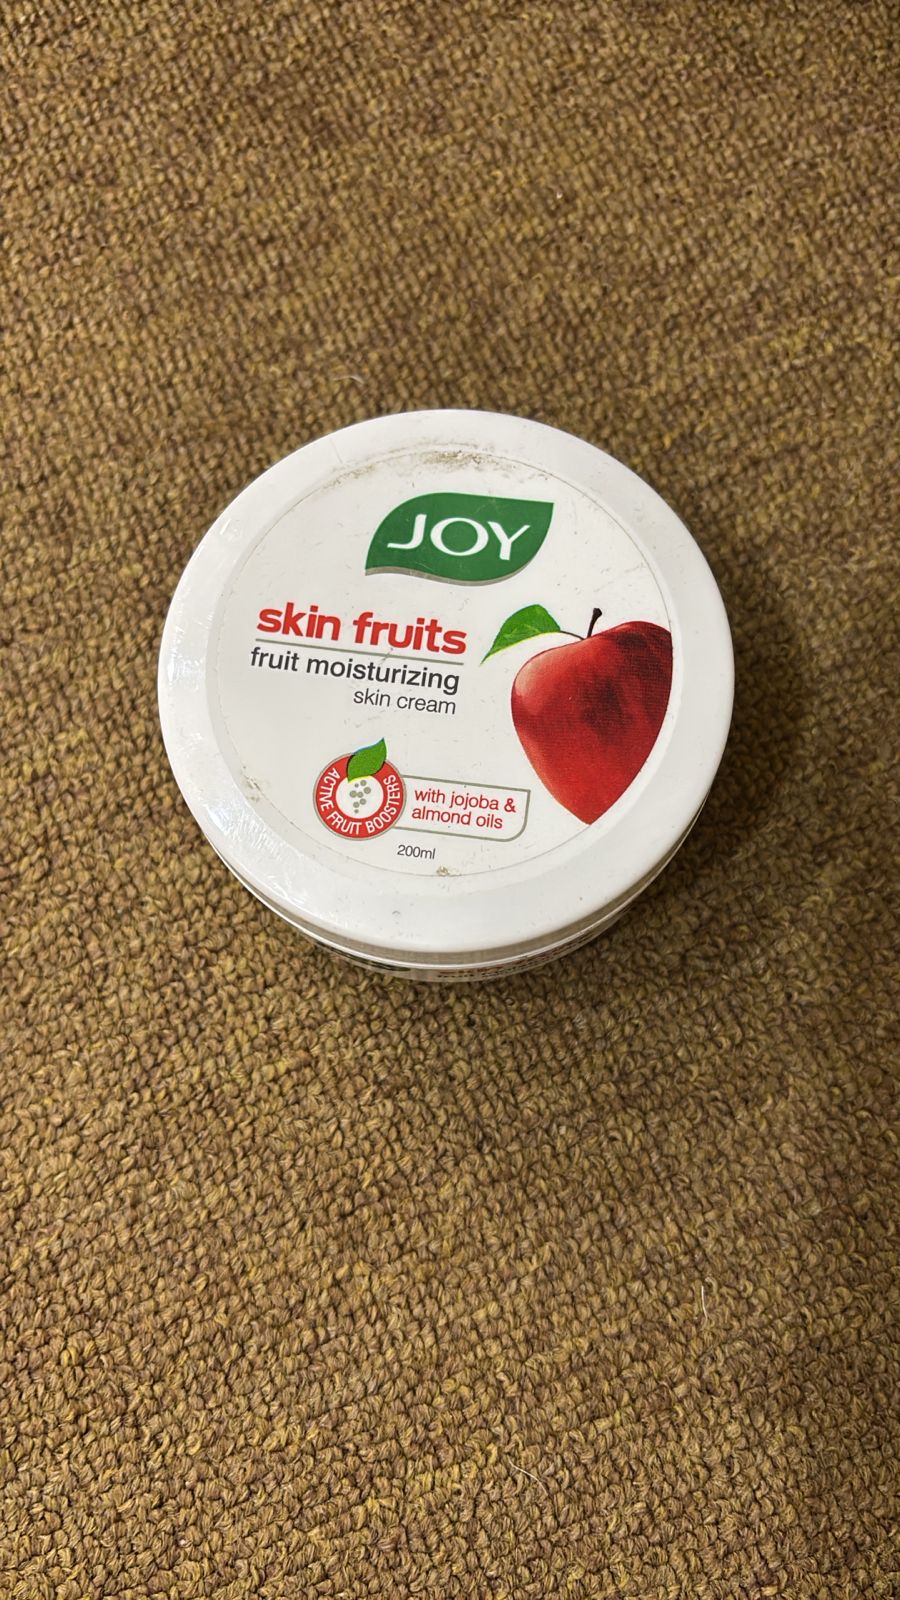 JOY
skin fruits
fruit moisturizing
skin cream
ACTIVE FRUIT BOOSTERS
with jojoba &
almond oils
200ml